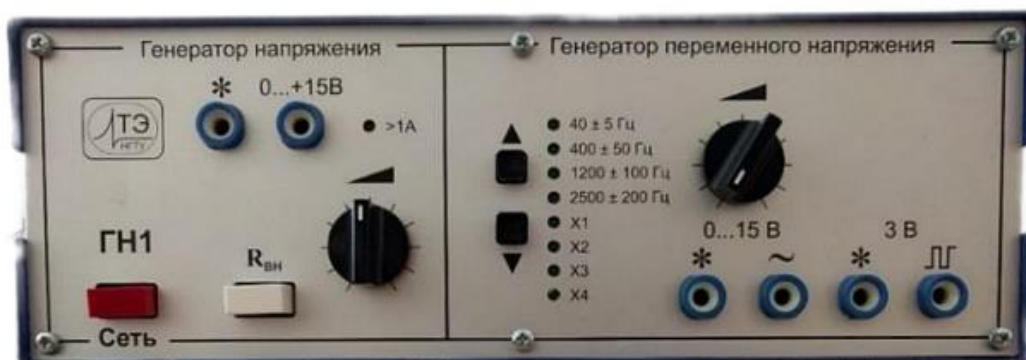 Генератор напряжения
* 0...+15В
ТЭ
НГТУ
>1А
ГН1
Rвн
Сеть
Генератор переменного напряжения
40 ± 5 Гц
400 ± 50 Гц
1200 ± 100 Гц
2500 ± 200 Гц
X1
X2
X3
X4
0...15 В
3 В
* ~ *